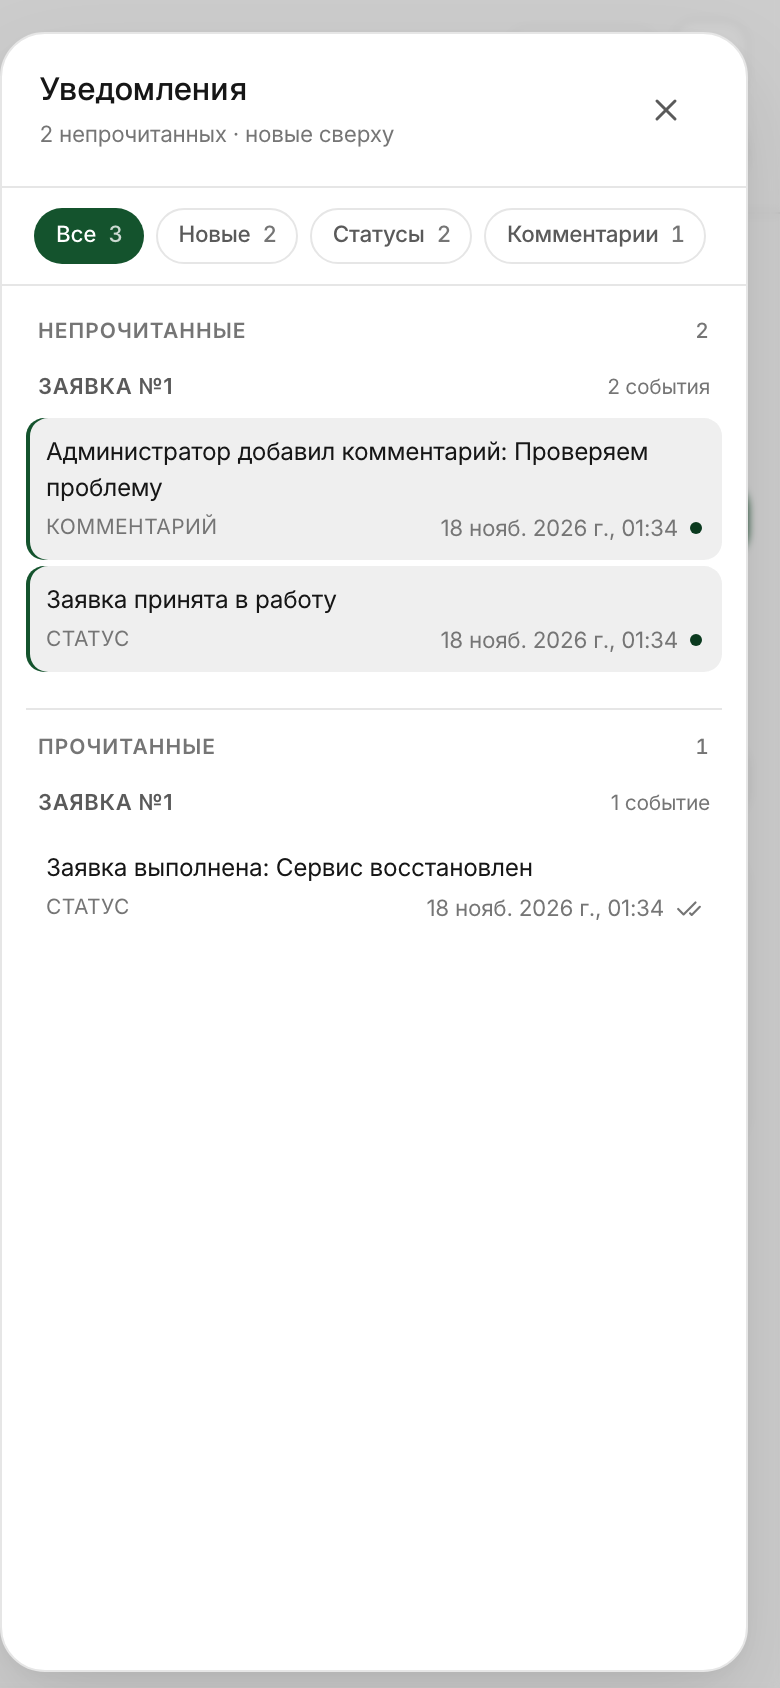 Уведомления
2 непрочитанных · новые сверху
Все 3 Новые 2 Статусы 2 Комментарии 1
НЕПРОЧИТАННЫЕ 2
ЗАЯВКА №1 2 события
Администратор добавил комментарий: Проверяем
проблему
КОММЕНТАРИЙ 18 нояб. 2026 г., 01:34
Заявка принята в работу
СТАТУС 18 нояб. 2026 г., 01:34
ПРОЧИТАННЫЕ 1
ЗАЯВКА №1 1 событие
Заявка выполнена: Сервис восстановлен
СТАТУС 18 нояб. 2026 г., 01:34